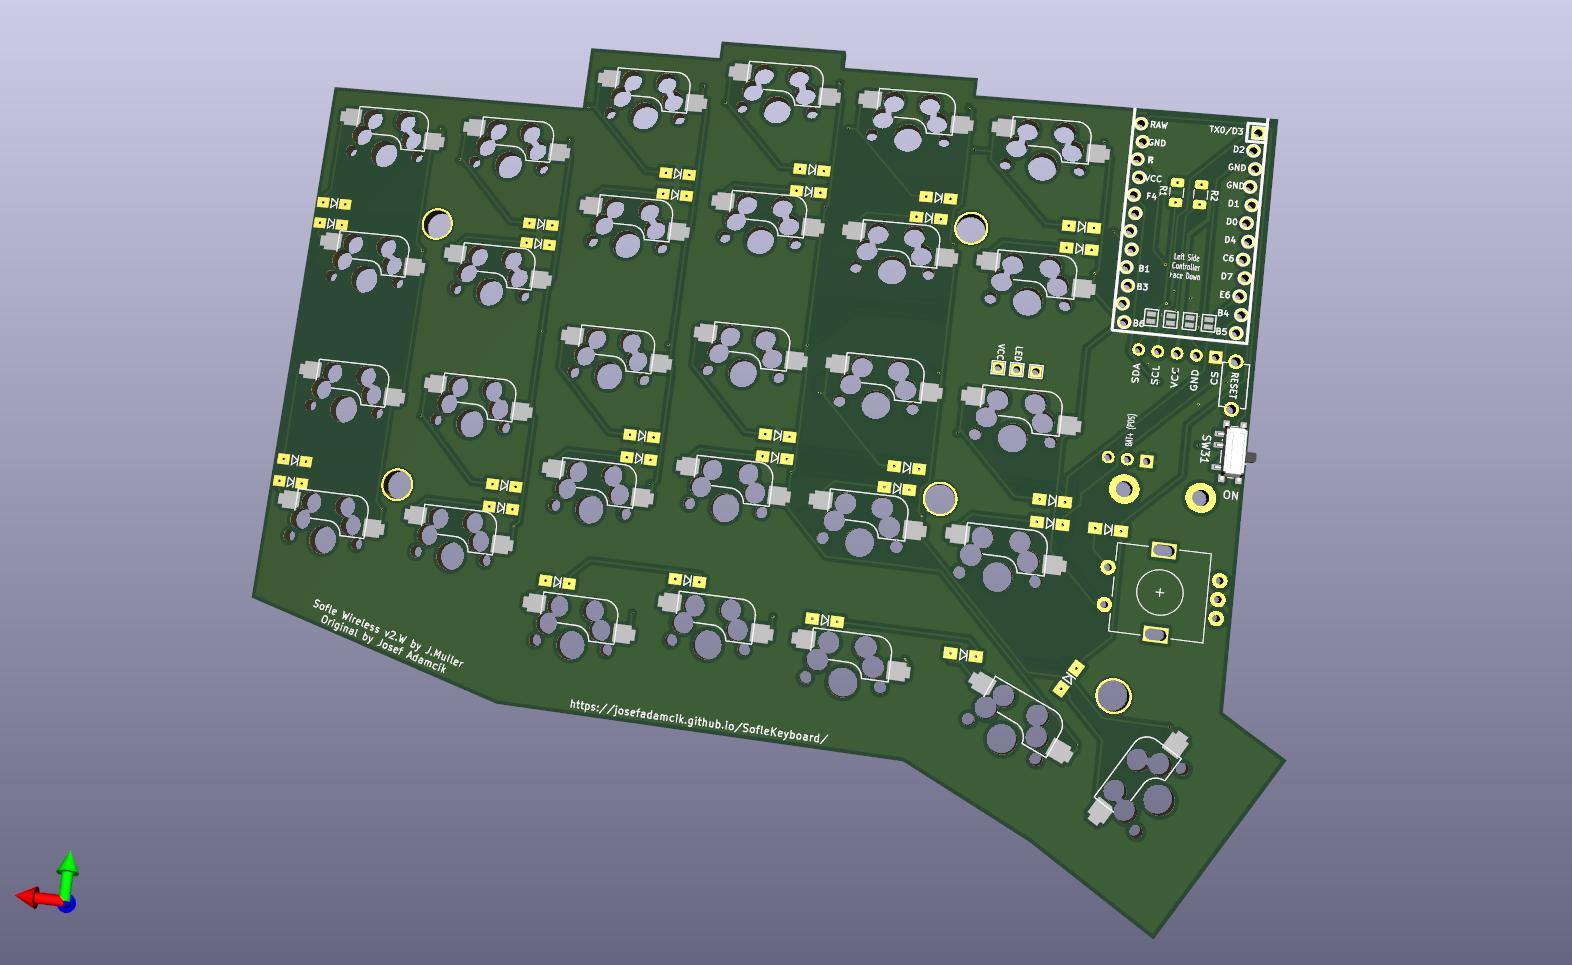 RAW
GND
R
VCC
F4
B1
B3
B6
TX0/D3
D2
GND
GND
D1
D0
D4
C6
D7
E6
B4
B5
R1
R2
Left Side
Controller
Face Down
VCC
LED
SDA
SCL
VCC
GND
CS
RESET
SW31
ON
Sofle Wireless v2.W by J.Muller
Original by Josef Adamcik
https://josefadamcik.github.io/SofleKeyboard/